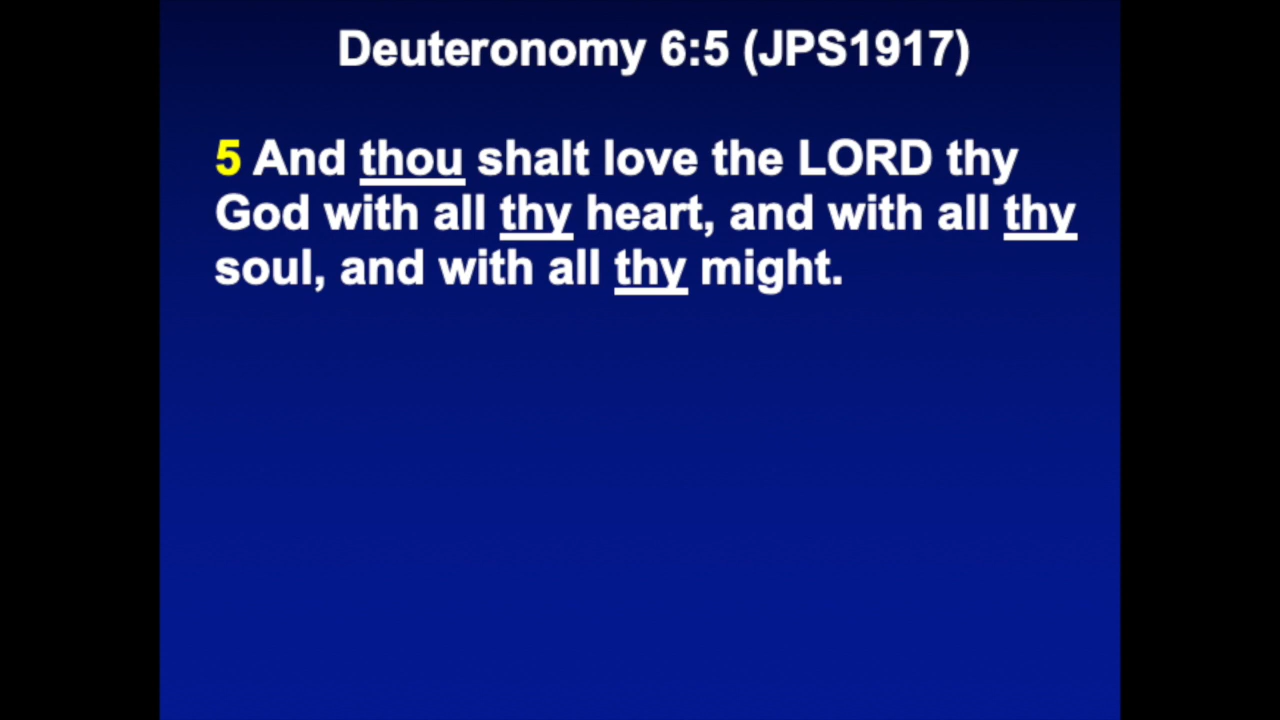 Deuteronomy 6:5 (JPS1917)
5 And thou shalt love the LORD thy
God with all thy heart, and with all thy
soul, and with all thy might.